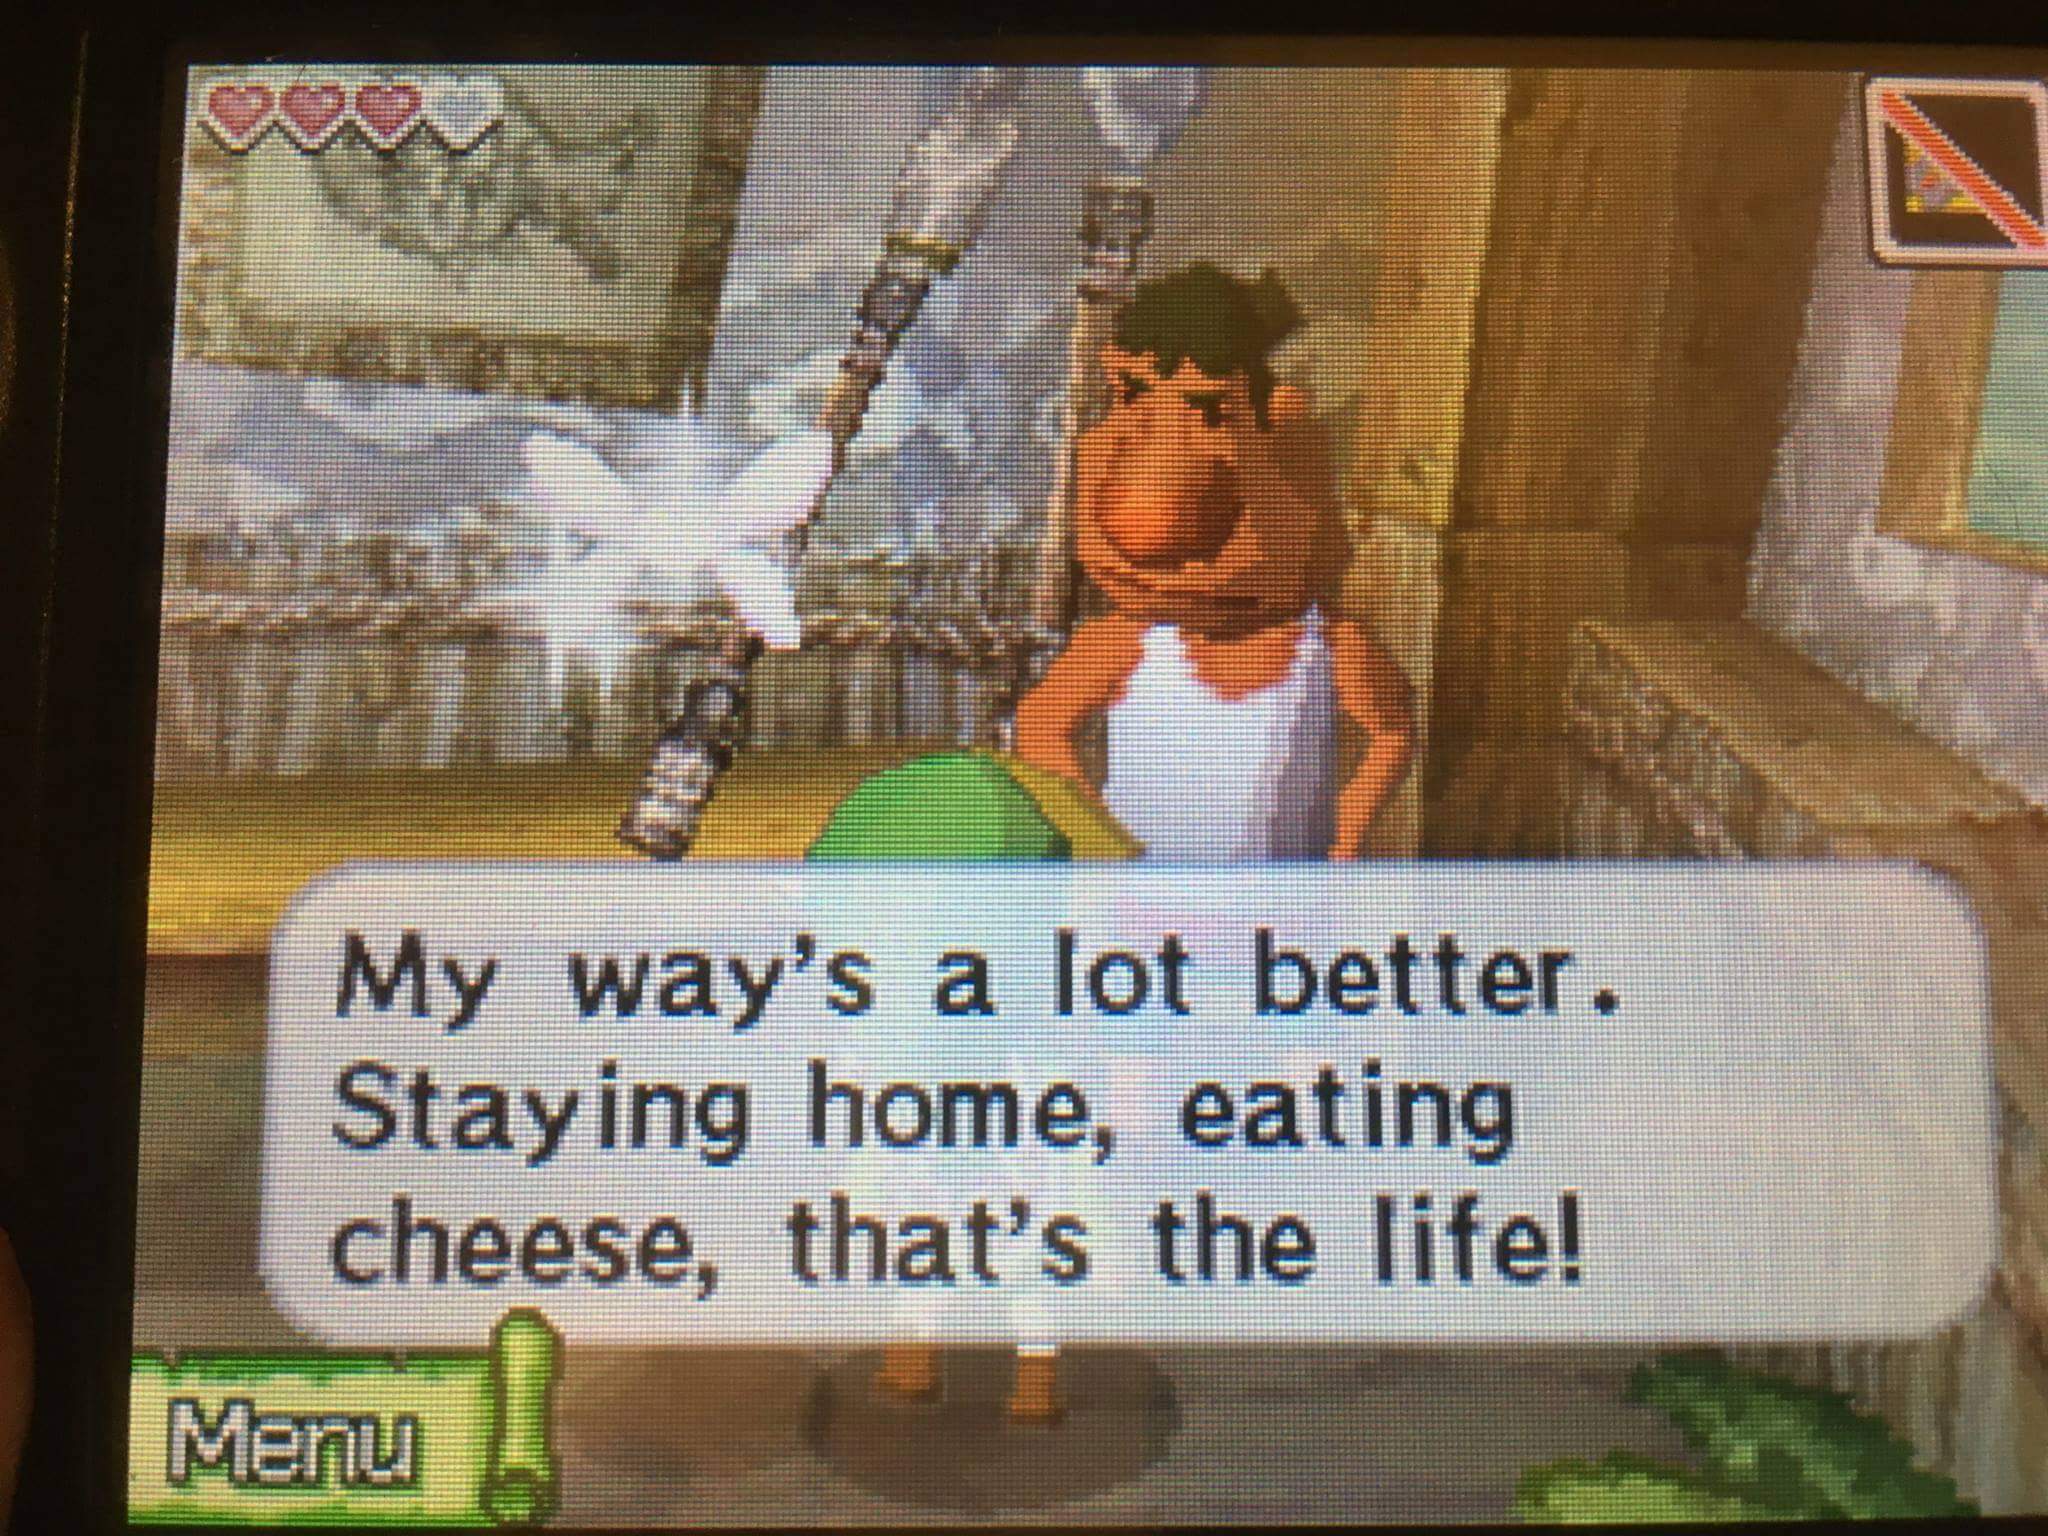 My way's a lot better.
Staying home, eating
cheese, that's the life!
Menu